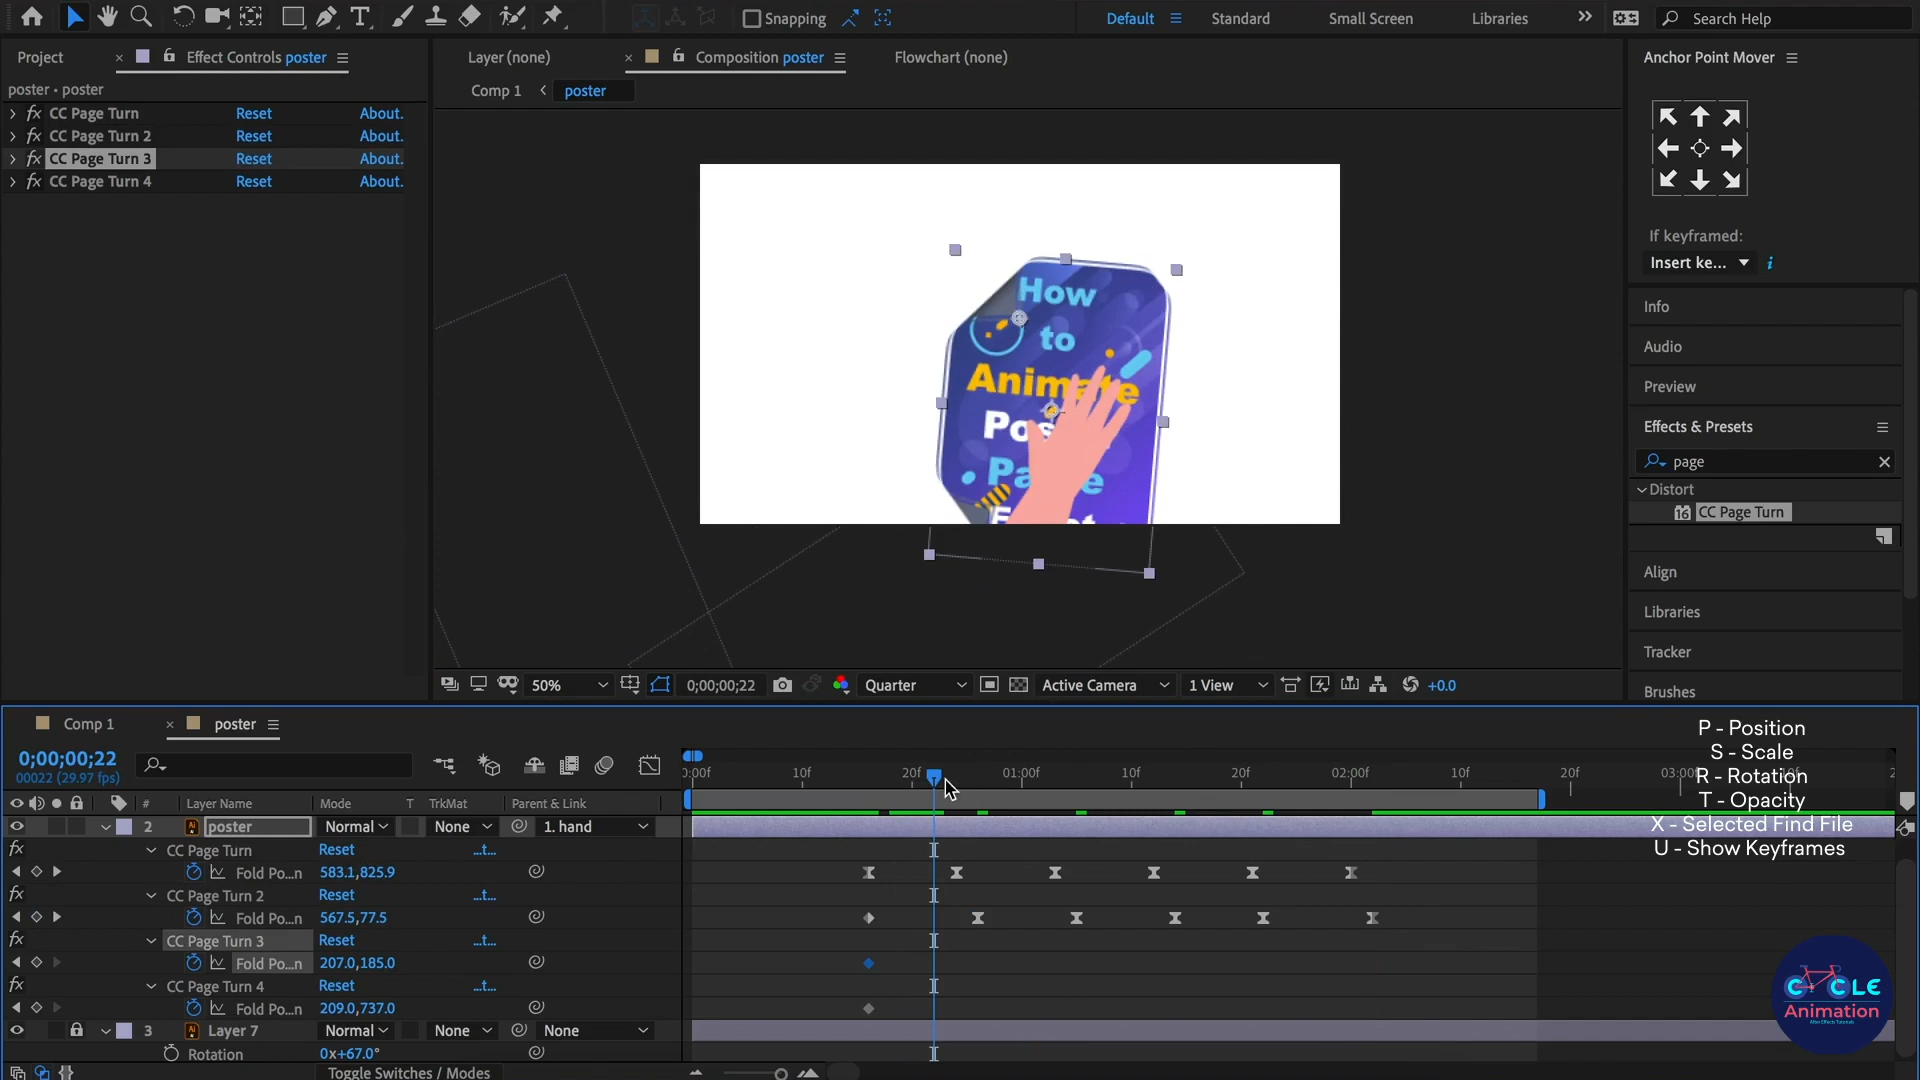 Snapping
Default
Standard
Small Screen
Libraries
Search Help
Project
Effect Controls poster
Layer (none)
Composition poster
Flowchart (none)
Anchor Point Mover
poster • poster
Comp 1
poster
CC Page Turn Reset About.
CC Page Turn 2 Reset About.
CC Page Turn 3 Reset About.
CC Page Turn 4 Reset About.
If keyframed:
Insert ke...
Info
Audio
Preview
Effects & Presets
page
Distort
CC Page Turn
Align
Libraries
Tracker
Brushes
How
to
Animate
50%
0;00;00;22
Quarter
Active Camera
1 View
+0.0
Comp 1
poster
P - Position
S - Scale
R - Rotation
T - Opacity
X - Selected Find File
U - Show Keyframes
0;00;00;22
00022 (29.97 fps)
0:00f 10f 20f 01:00f 10f 20f 02:00f 10f 20f 03:00f
# Layer Name Mode T TrkMat Parent & Link
2 poster Normal None 1. hand
CC Page Turn Reset ...t...
Fold Po...n 583.1,825.9
CC Page Turn 2 Reset ...t...
Fold Po...n 567.5,77.5
CC Page Turn 3 Reset ...t...
Fold Po...n 207.0,185.0
CC Page Turn 4 Reset ...t...
Fold Po...n 209.0,737.0
3 Layer 7 Normal None None
Rotation 0x+67.0°
Toggle Switches / Modes
Animation
After Effects Tutorials